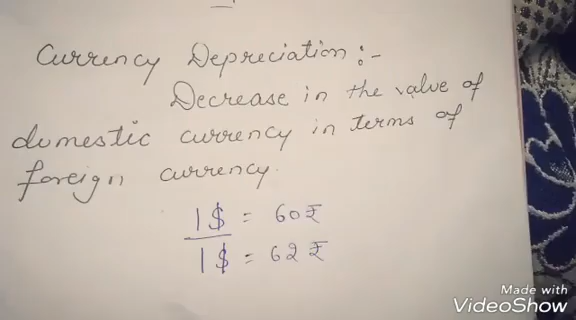 Currency Depreciation :-
Decrease in the value of
domestic currency in terms of
foreign currency.
1$ = 60₹
1$ = 62₹
Made with
VideoShow